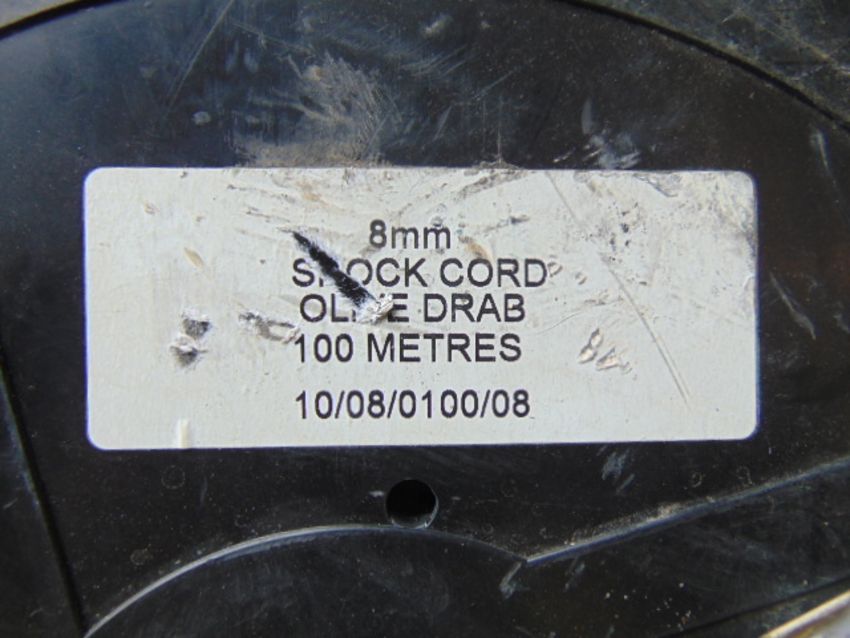 8mm
SHOCK CORD
OLIVE DRAB
100 METRES
10/08/0100/08